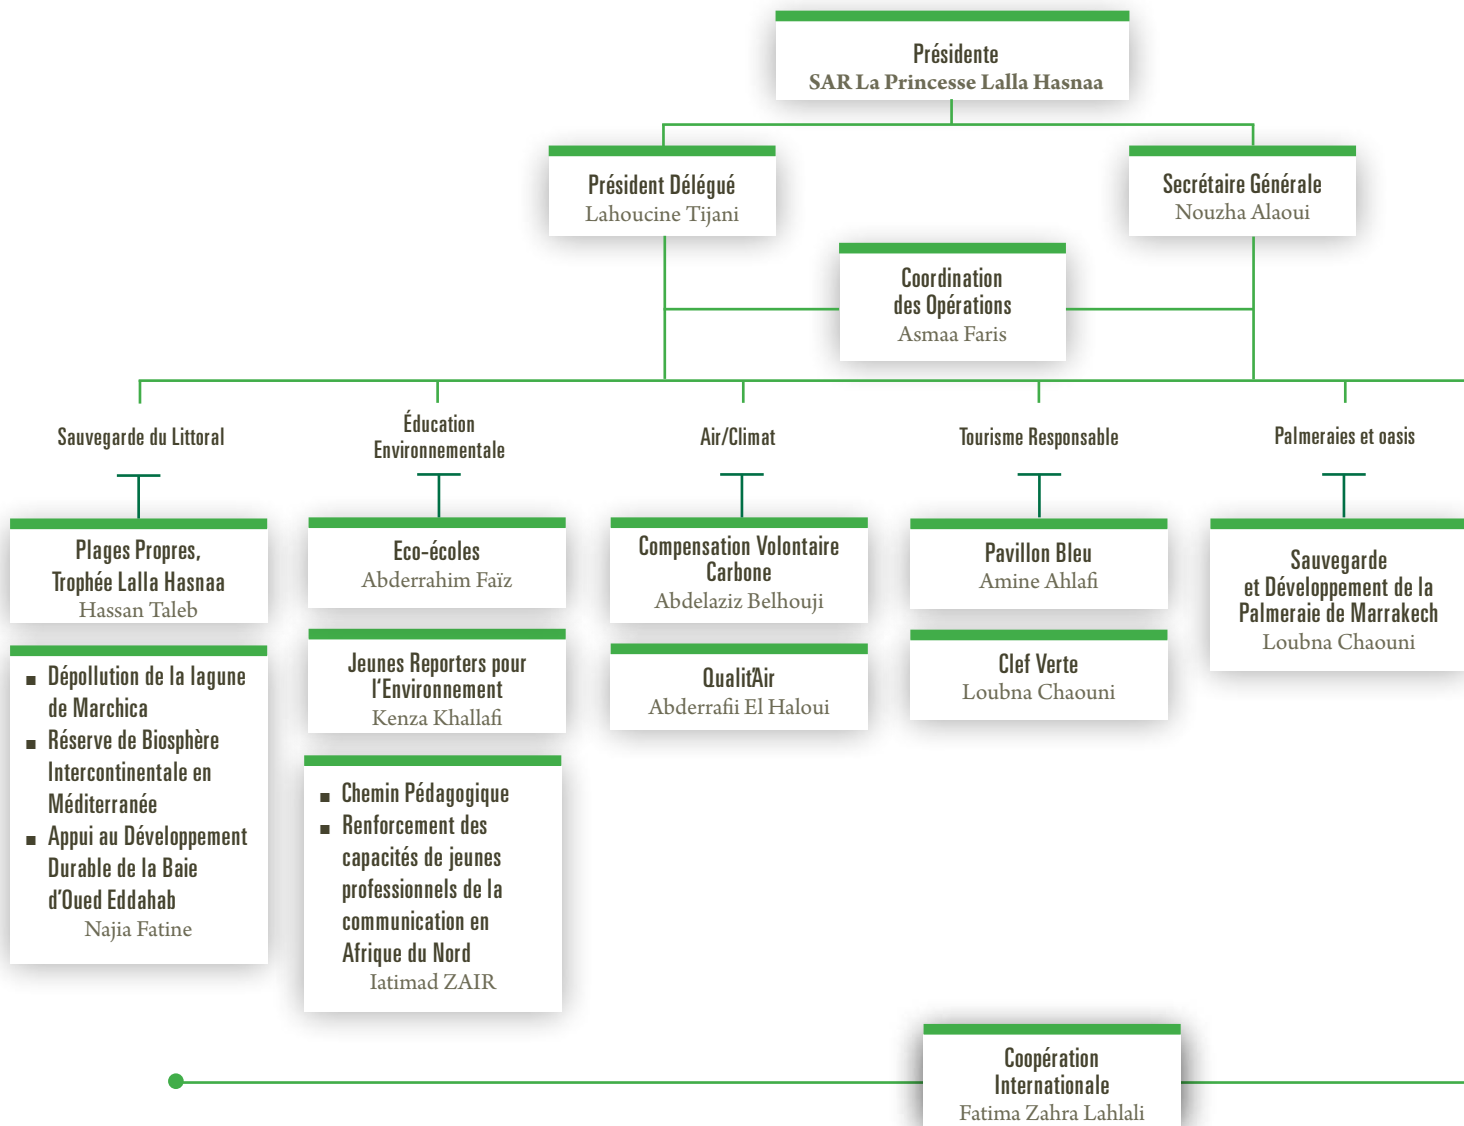 Présidente
SAR La Princesse Lalla Hasnaa
Président Délégué
Lahoucine Tijani
Secrétaire Générale
Nouzha Alaoui
Coordination
des Opérations
Asmaa Faris
Sauvegarde du Littoral
Éducation
Environnementale
Air/Climat
Tourisme Responsable
Palmeraies et oasis
Plages Propres,
Trophée Lalla Hasnaa
Hassan Taleb
■ Dépollution de la lagune
de Marchica
■ Réserve de Biosphère
Intercontinentale en
Méditerranée
■ Appui au Développement
Durable de la Baie
d'Oued Eddahab
Najia Fatine
Eco-écoles
Abderrahim Faïz
Jeunes Reporters pour
l'Environnement
Kenza Khallafi
■ Chemin Pédagogique
■ Renforcement des
capacités de jeunes
professionnels de la
communication en
Afrique du Nord
Iatimad ZAIR
Compensation Volontaire
Carbone
Abdelaziz Belhouji
Qualit'Air
Abderrafii El Haloui
Pavillon Bleu
Amine Ahlafi
Clef Verte
Loubna Chaouni
Sauvegarde
et Développement de la
Palmeraie de Marrakech
Loubna Chaouni
Coopération
Internationale
Fatima Zahra Lahlali